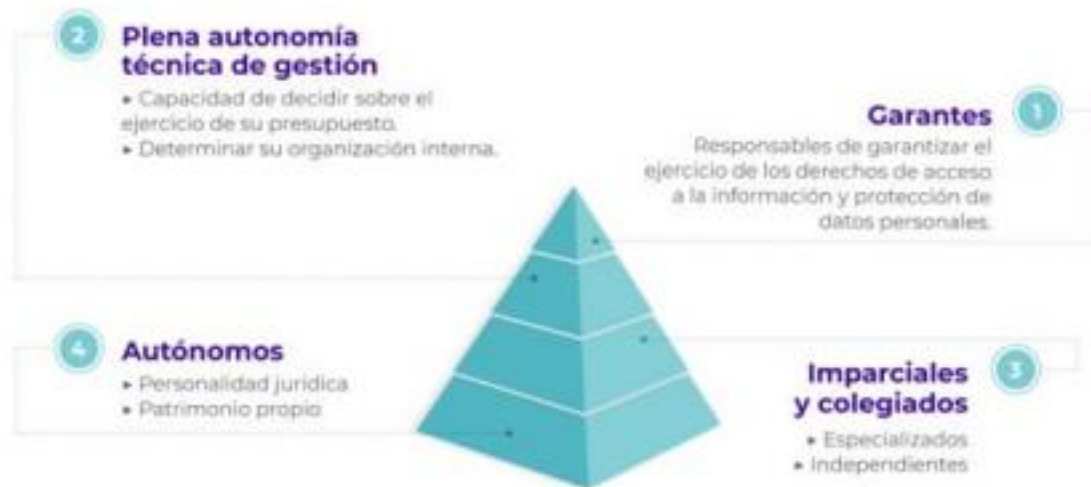 2
Plena autonomía
técnica de gestión
▸ Capacidad de decidir sobre el
ejercicio de su presupuesto.
▸ Determinar su organización interna.
1
Garantes
Responsables de garantizar el
ejercicio de los derechos de acceso
a la información y protección de
datos personales.
4
Autónomos
▸ Personalidad jurídica
▸ Patrimonio propio
3
Imparciales
y colegiados
▸ Especializados
▸ Independientes